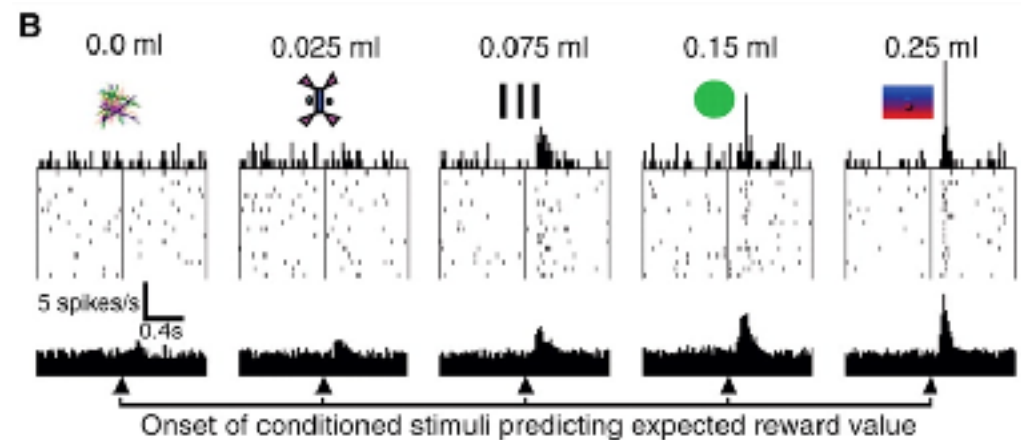 B
0.0 ml 0.025 ml 0.075 ml 0.15 ml 0.25 ml
5 spikes/s
0.4s
Onset of conditioned stimuli predicting expected reward value